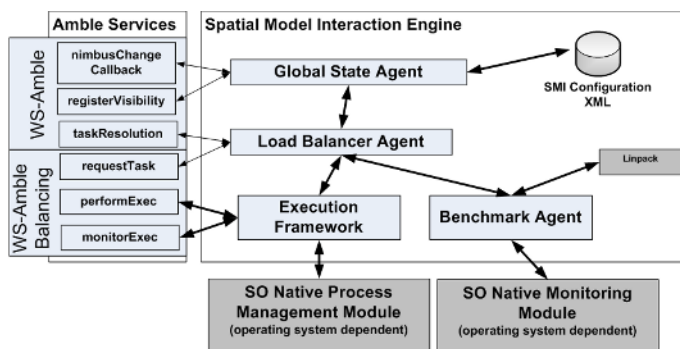 Amble Services
Spatial Model Interaction Engine
WS-Amble
nimbusChange
Callback
registerVisibility
taskResolution
WS-Amble
Balancing
requestTask
performExec
monitorExec
Global State Agent
SMI Configuration
XML
Load Balancer Agent
Linpack
Execution
Framework
Benchmark Agent
SO Native Process
Management Module
(operating system dependent)
SO Native Monitoring
Module
(operating system dependent)